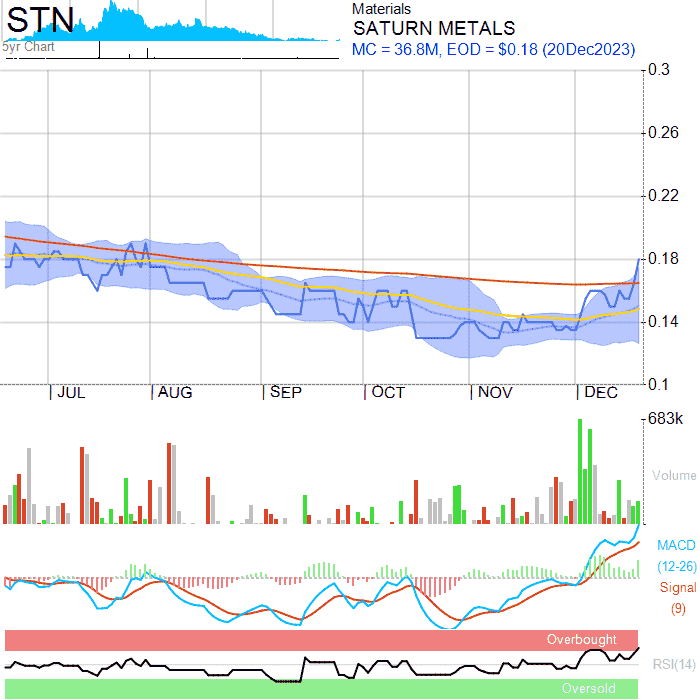 STN
5yr Chart
Materials
SATURN METALS
MC = 36.8M, EOD = $0.18 (20Dec2023)
0.3
0.26
0.22
0.18
0.14
0.1
JUL AUG SEP OCT NOV DEC
683k
Volume
MACD
(12-26)
Signal
(9)
Overbought
RSI(14)
Oversold